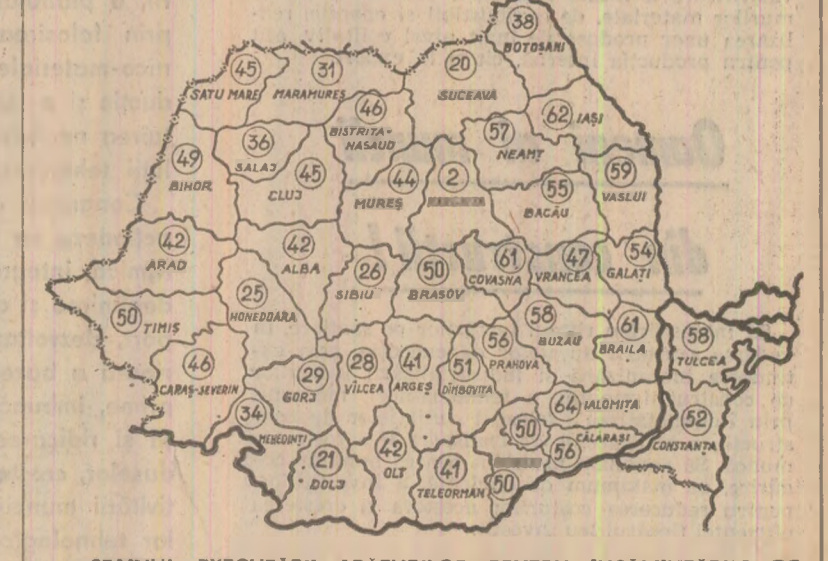 38
BOTOȘANI
45
SATU MARE
31
MARAMUREȘ
20
SUCEAVA
46
BISTRIȚA-
NASAUD
62 IAȘI
57
NEAMȚ
36
SALAJ
49
BIHOR
45
CLUJ
44
MUREȘ
2
55
BACĂU
59
VASLUI
42
ARAD
42
ALBA
26
SIBIU
50
BRAȘOV
61
COVASNA
47
VRANCEA
54
GALAȚI
25
HONEDOARA
50
TIMIȘ
58
BUZĂU
61
BRAILA
58
TULCEA
46
CARAȘ-SEVERIN
29
GORJ
28
VÎLCEA
41
ARGEȘ
51
DÎMBOVIȚA
56
PRAHOVA
34
MEHEDINȚI
64 IALOMIȚA
50
CĂLARAȘI
56
52
CONSTANȚA
21
DOLJ
42
OLT
41
TELEORMAN
50